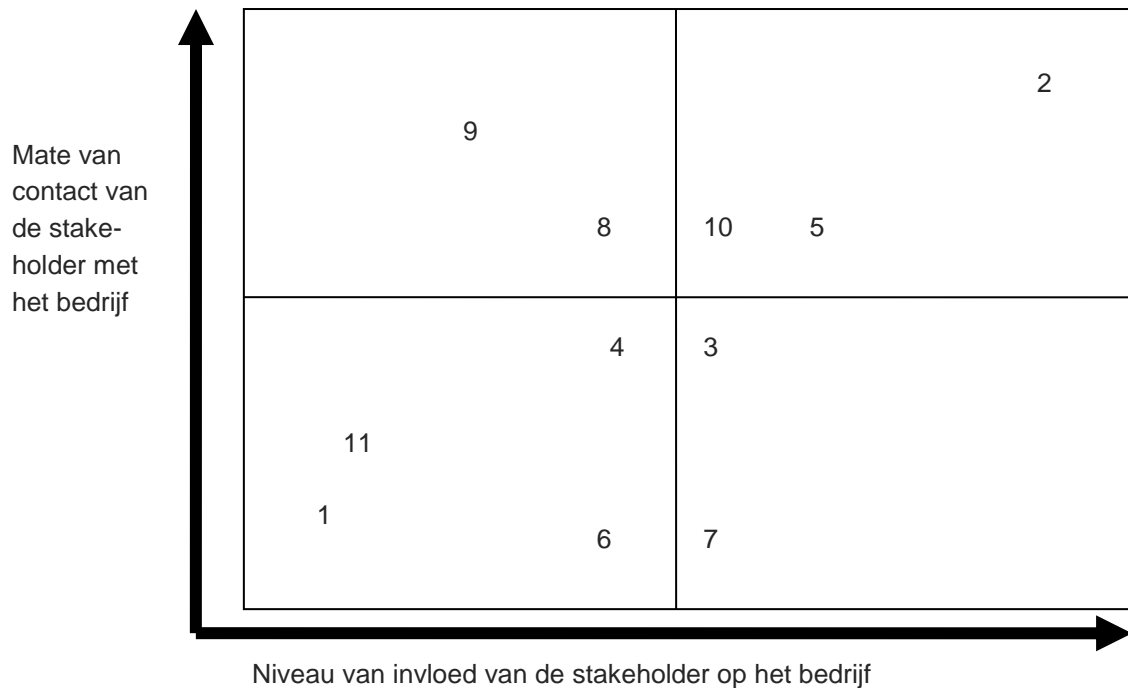 2
9
Mate van
contact van
de stake-
holder met
het bedrijf
8 10 5
4 3
11
1
6 7
Niveau van invloed van de stakeholder op het bedrijf